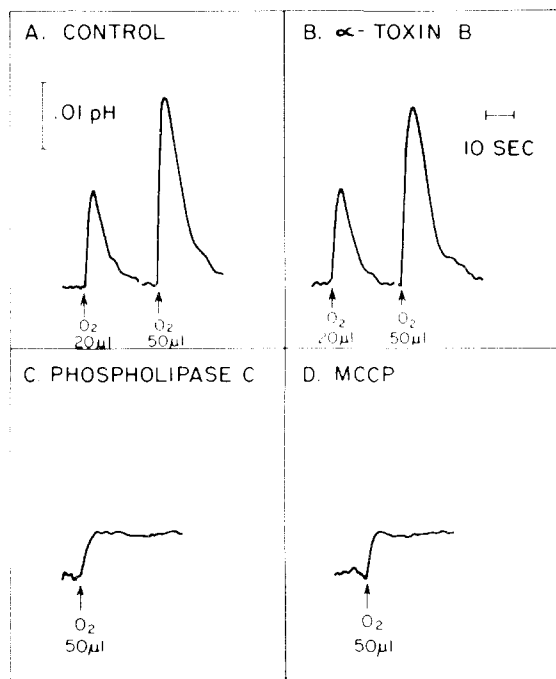 A. CONTROL
.01 pH
O2
20µl
O2
50µl
B. α-TOXIN B
10 SEC
O2
20µl
O2
50µl
C. PHOSPHOLIPASE C
O2
50µl
D. MCCP
O2
50µl